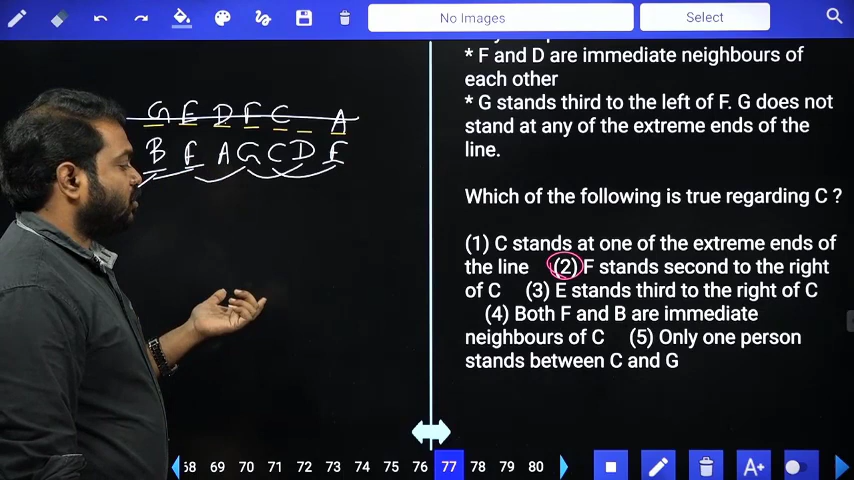 No Images
Select
* F and D are immediate neighbours of
each other
* G stands third to the left of F. G does not
stand at any of the extreme ends of the
line.
Which of the following is true regarding C ?
(1) C stands at one of the extreme ends of
the line (2) F stands second to the right
of C (3) E stands third to the right of C
(4) Both F and B are immediate
neighbours of C (5) Only one person
stands between C and G
G E D F C A
B F A G C D E
68 69 70 71 72 73 74 75 76 77 78 79 80
A+